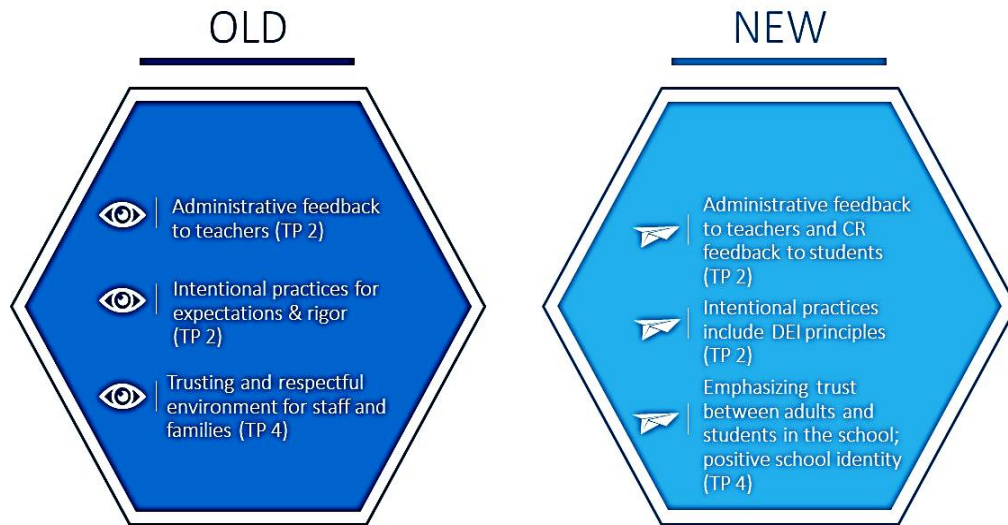 OLD
Administrative feedback
to teachers (TP 2)
Intentional practices for
expectations & rigor
(TP 2)
Trusting and respectful
environment for staff and
families (TP 4)
NEW
Administrative feedback
to teachers and CR
feedback to students
(TP 2)
Intentional practices
include DEI principles
(TP 2)
Emphasizing trust
between adults and
students in the school;
positive school identity
(TP 4)